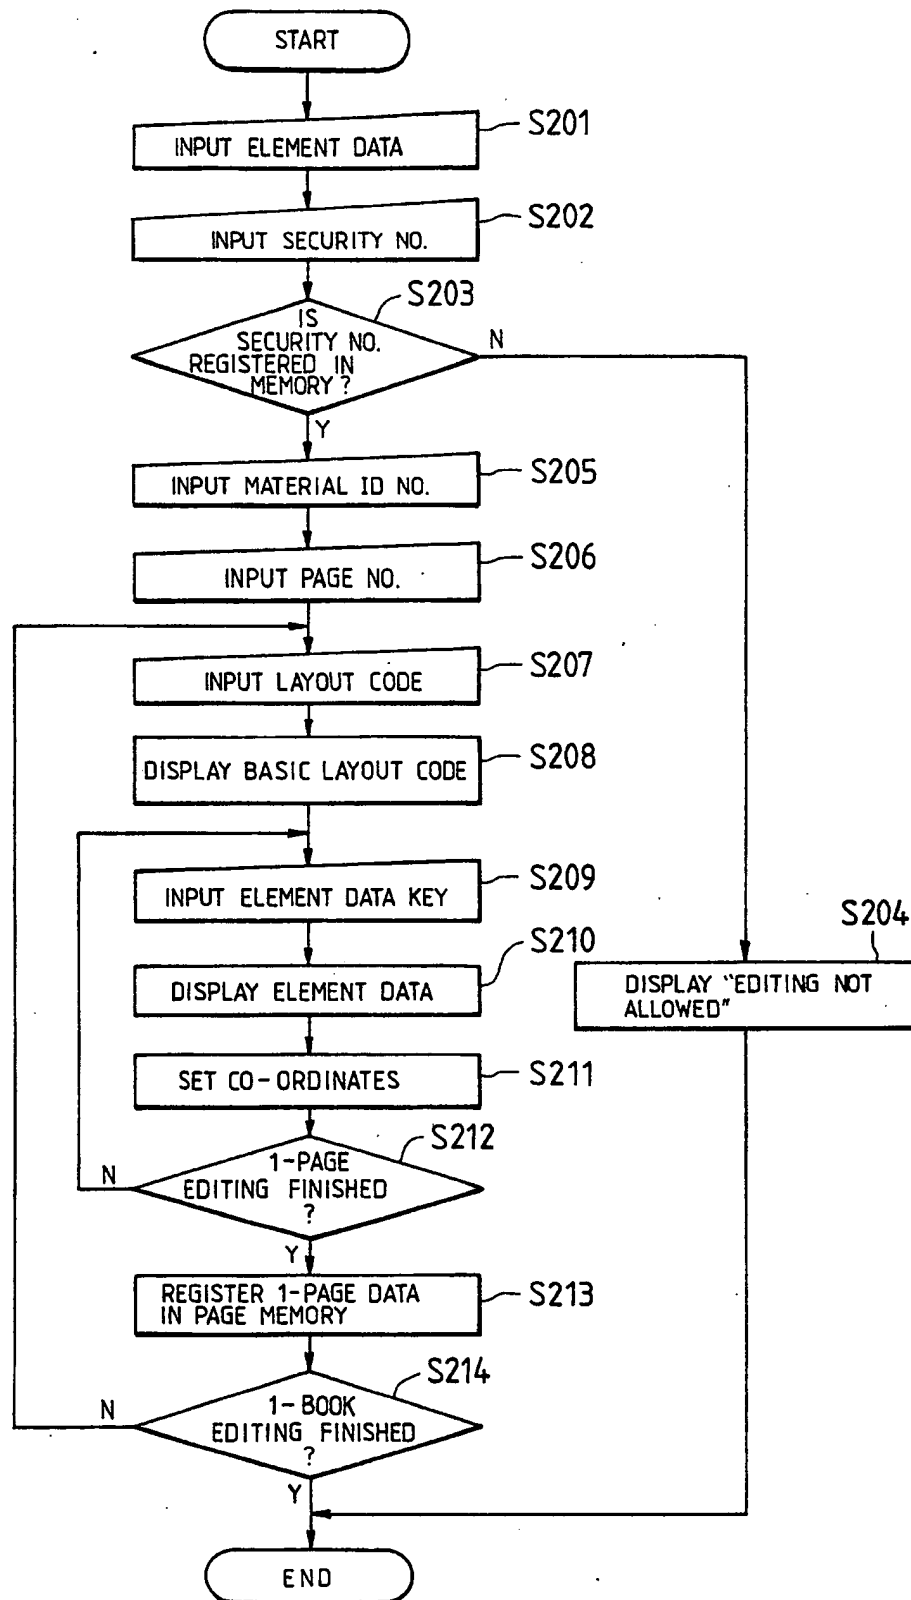 START
INPUT ELEMENT DATA
S201
INPUT SECURITY NO.
S202
S203
IS
SECURITY NO.
REGISTERED IN
MEMORY?
N
Y
INPUT MATERIAL ID NO.
S205
INPUT PAGE NO.
S206
INPUT LAYOUT CODE
S207
DISPLAY BASIC LAYOUT CODE
S208
INPUT ELEMENT DATA KEY
S209
S204
DISPLAY ELEMENT DATA
S210
DISPLAY "EDITING NOT
ALLOWED"
SET CO-ORDINATES
S211
S212
1-PAGE
EDITING FINISHED
?
N
Y
REGISTER 1-PAGE DATA
IN PAGE MEMORY
S213
S214
1-BOOK
EDITING FINISHED
?
N
Y
END